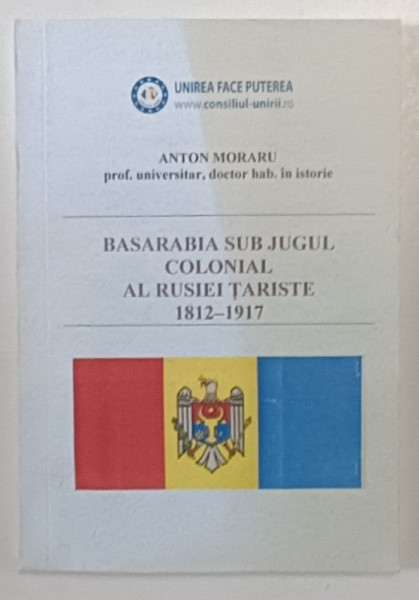 UNIREA FACE PUTEREA
www.consiliul-unirii.ro
ANTON MORARU
prof. universitar, doctor hab. în istorie
BASARABIA SUB JUGUL
COLONIAL
AL RUSIEI ȚARISTE
1812–1917